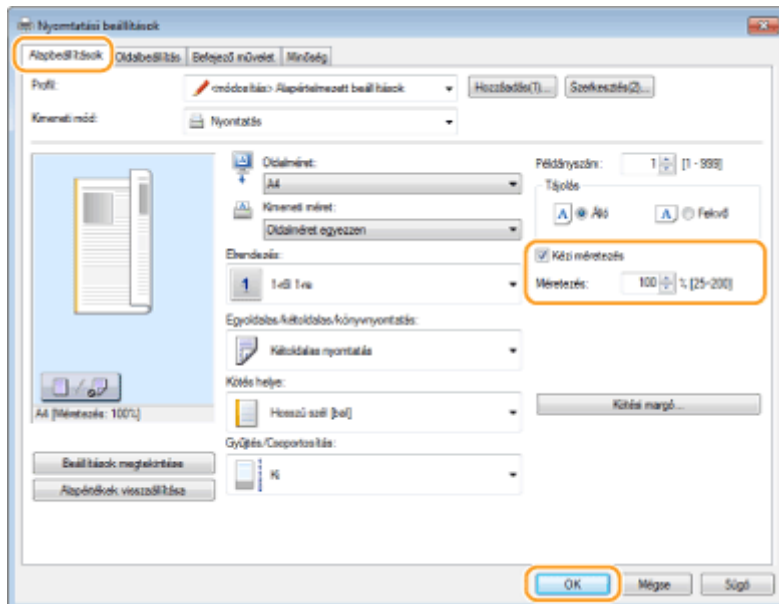 Nyomtatási beállítások
Alapbeállítások Oldalbeállítás Befejező művelet Minőség
Profil: <módosítás> Alapértelmezett beállítások Hozzáadás(1)... Szerkesztés(2)...
Kimeneti mód: Nyomtatás
Oldalméret:
A4
Kimeneti méret:
Oldalméret egyezzen
Elrendezés:
1 1-ről 1-re
Egyoldalas/kétoldalas/könyvnyomtatás:
Kétoldalas nyomtatás
Kötés helye:
Hosszú szél [bal]
Gyűjtés/Csoportosítás:
Ki
Példányszám: 1 [1 - 999]
Tájolás
A Álló A Fekvő
Kézi méretezés
Méretezés: 100 % [25-200]
Kötési margó...
A4 [Méretezés: 100%]
Beállítások megtekintése
Alapértékek visszaállítása
OK Mégse Súgó